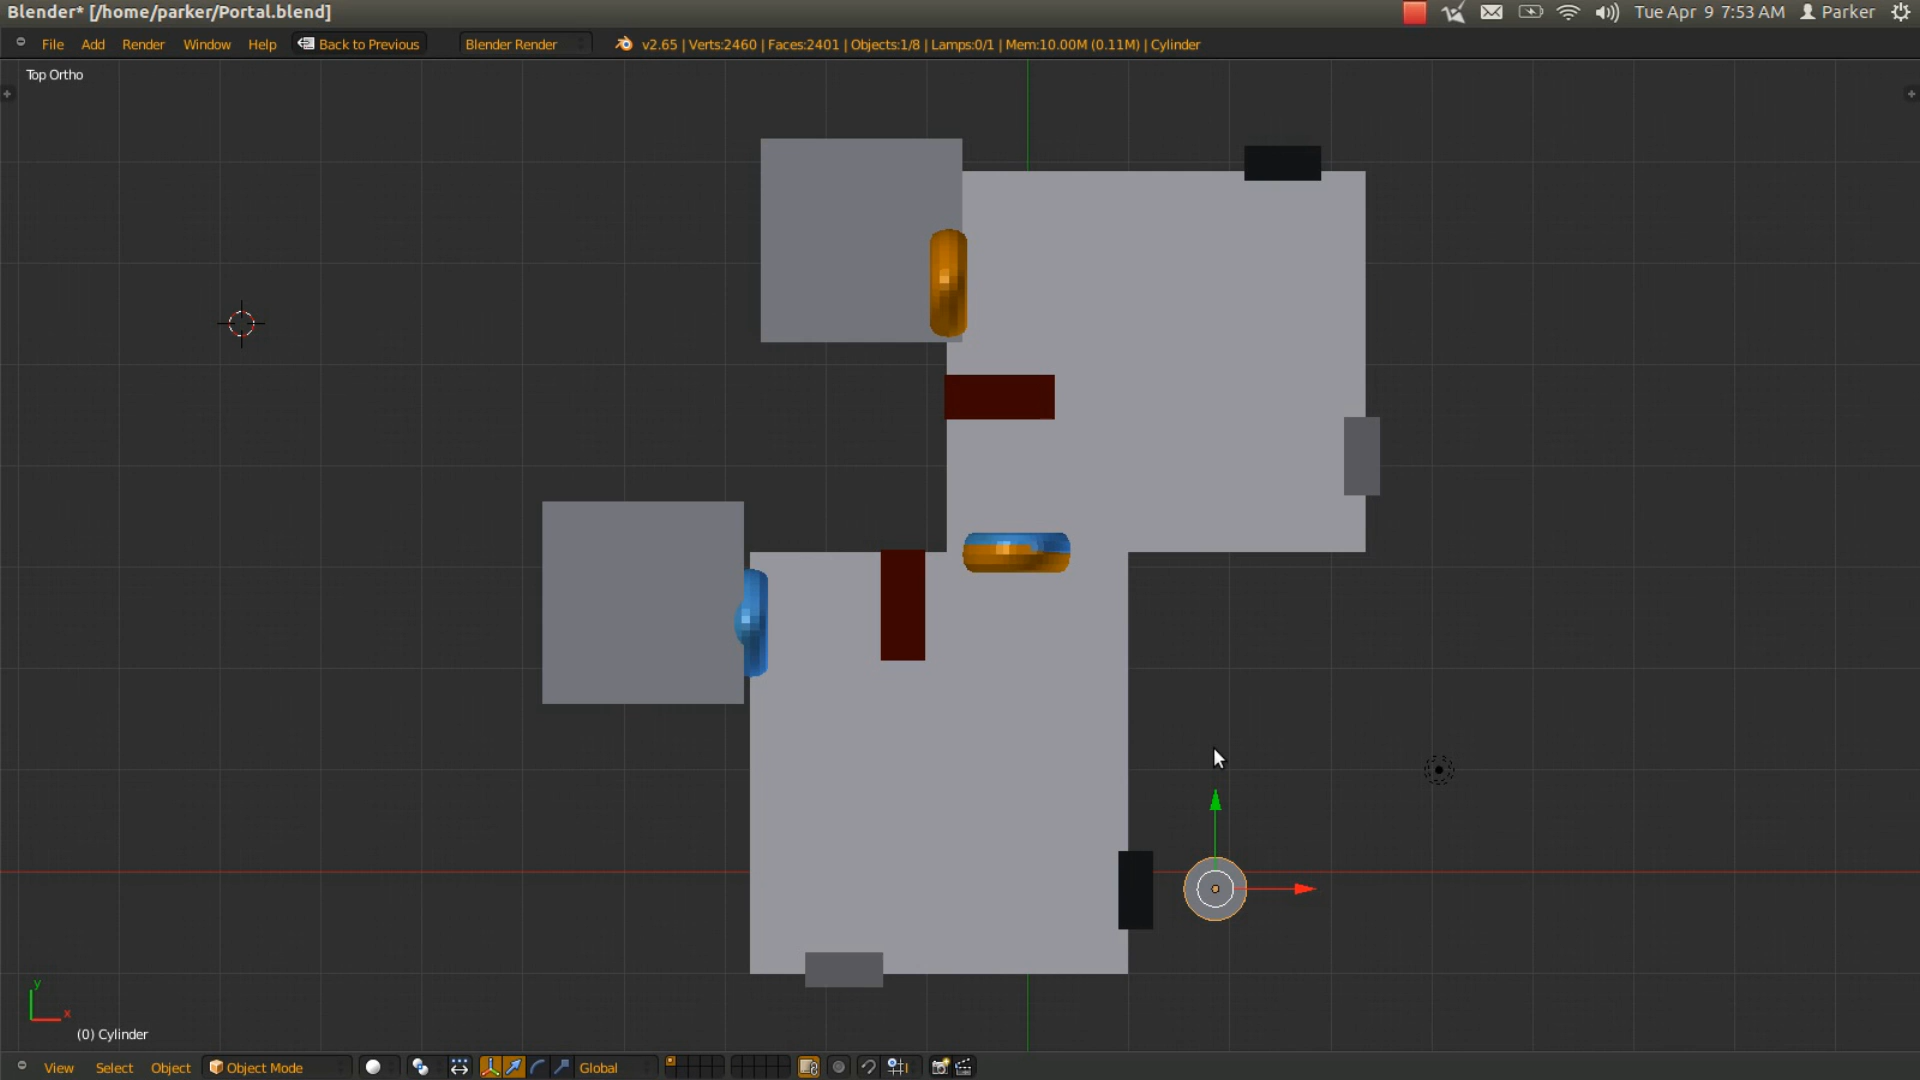 Blender* [/home/parker/Portal.blend]
Tue Apr 9 7:53 AM Parker
File Add Render Window Help Back to Previous Blender Render v2.65 | Verts:2460 | Faces:2401 | Objects:1/8 | Lamps:0/1 | Mem:10.00M (0.11M) | Cylinder
Top Ortho
y
x
(0) Cylinder
View Select Object Object Mode Global